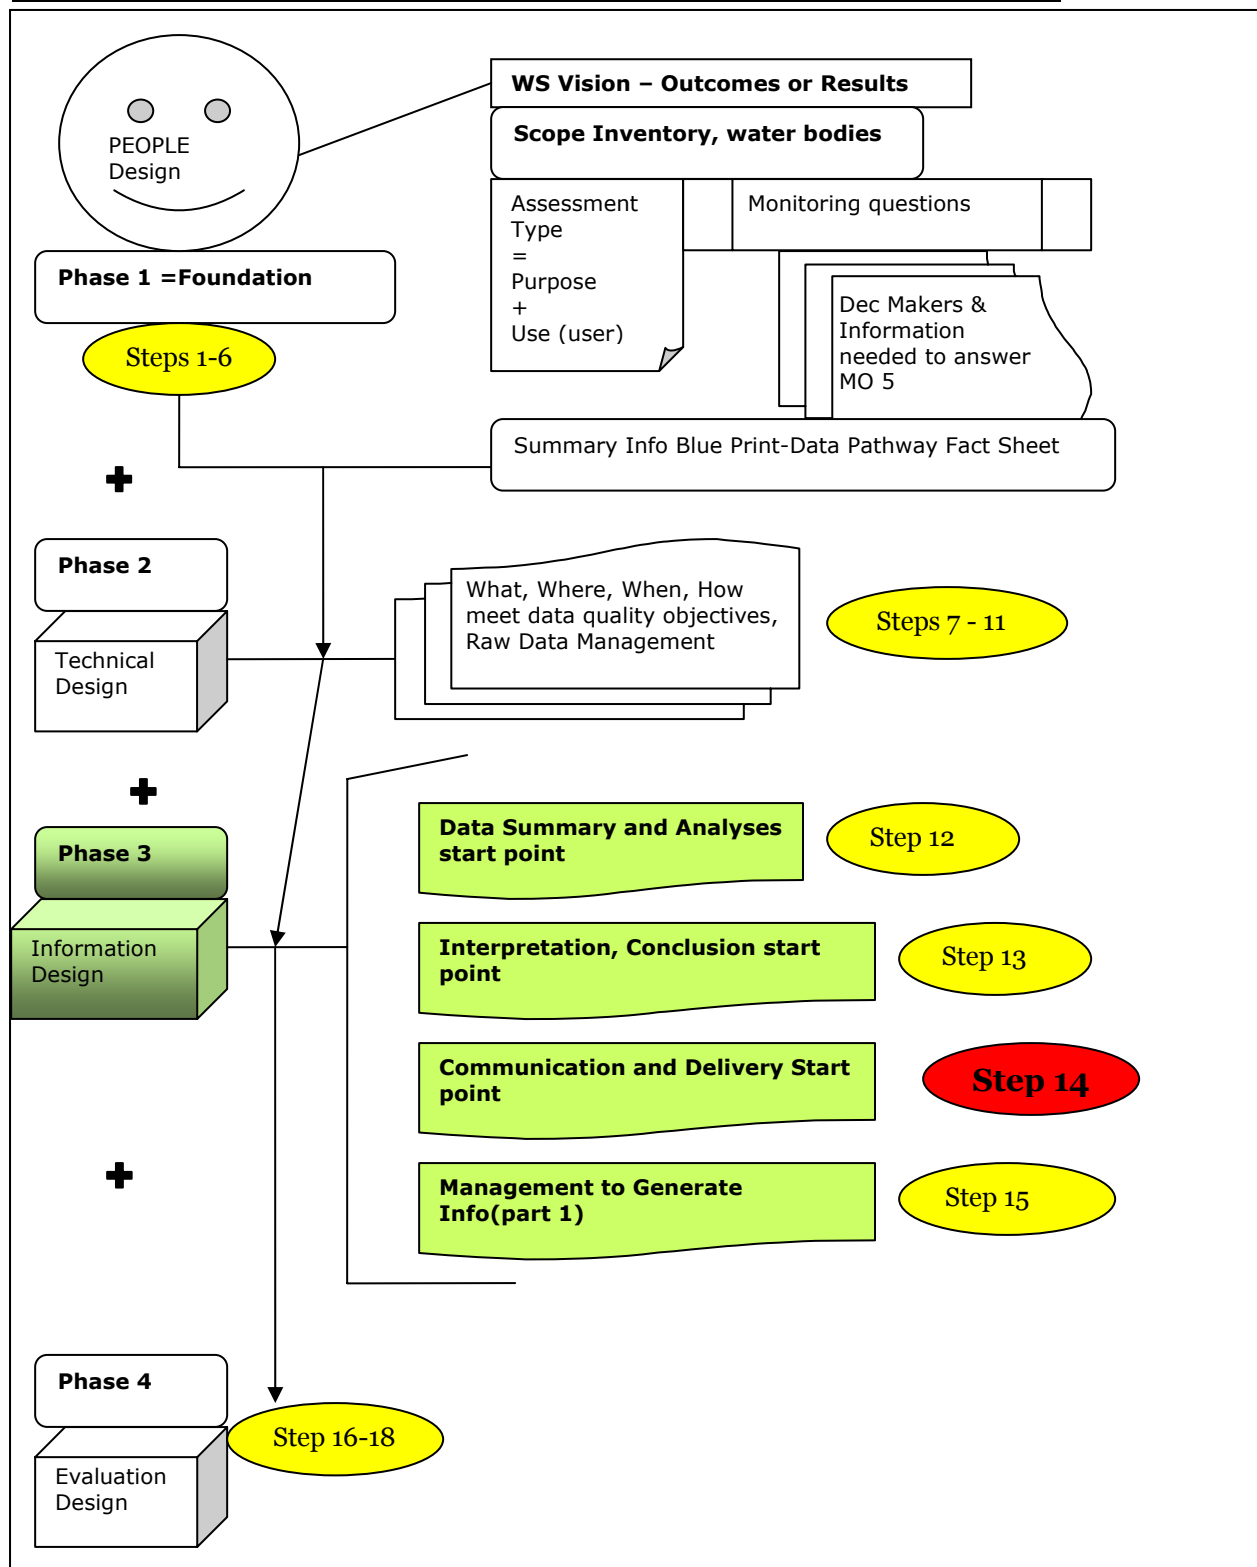 PEOPLE
Design
WS Vision – Outcomes or Results
Scope Inventory, water bodies
Assessment
Type
=
Purpose
+
Use (user)
Monitoring questions
Dec Makers &
Information
needed to answer
MO 5
Phase 1 =Foundation
Steps 1-6
Summary Info Blue Print-Data Pathway Fact Sheet
Phase 2
Technical
Design
What, Where, When, How
meet data quality objectives,
Raw Data Management
Steps 7 - 11
Phase 3
Information
Design
Data Summary and Analyses
start point
Step 12
Interpretation, Conclusion start
point
Step 13
Communication and Delivery Start
point
Step 14
Management to Generate
Info(part 1)
Step 15
Phase 4
Evaluation
Design
Step 16-18